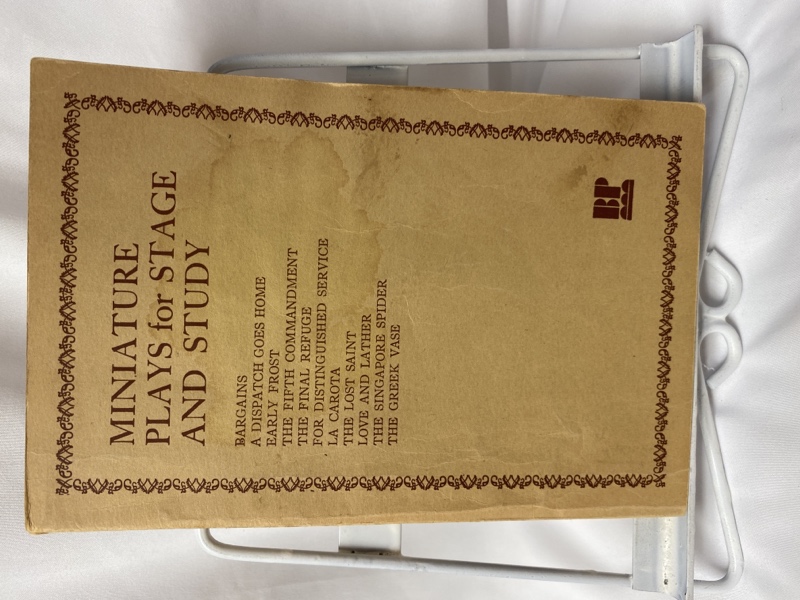 MINIATURE
PLAYS for STAGE
AND STUDY
BARGAINS
A DISPATCH GOES HOME
EARLY FROST
THE FIFTH COMMANDMENT
THE FINAL REFUGE
FOR DISTINGUISHED SERVICE
LA CAROTA
THE LOST SAINT
LOVE AND LATHER
THE SINGAPORE SPIDER
THE GREEK VASE
BP